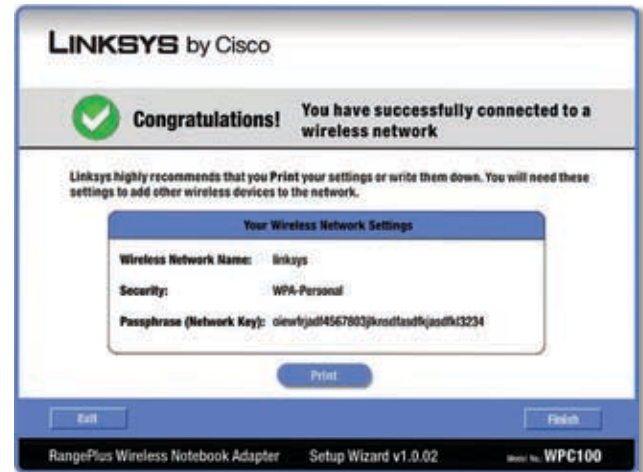 LINKSYS by Cisco
Congratulations!
You have successfully connected to a
wireless network
Linksys highly recommends that you Print your settings or write them down. You will need these
settings to add other wireless devices to the network.
Your Wireless Network Settings
Wireless Network Name: linksys
Security: WPA-Personal
Passphrase (Network Key):
Print
Exit
Finish
RangePlus Wireless Notebook Adapter Setup Wizard v1.0.02 Model No. WPC100